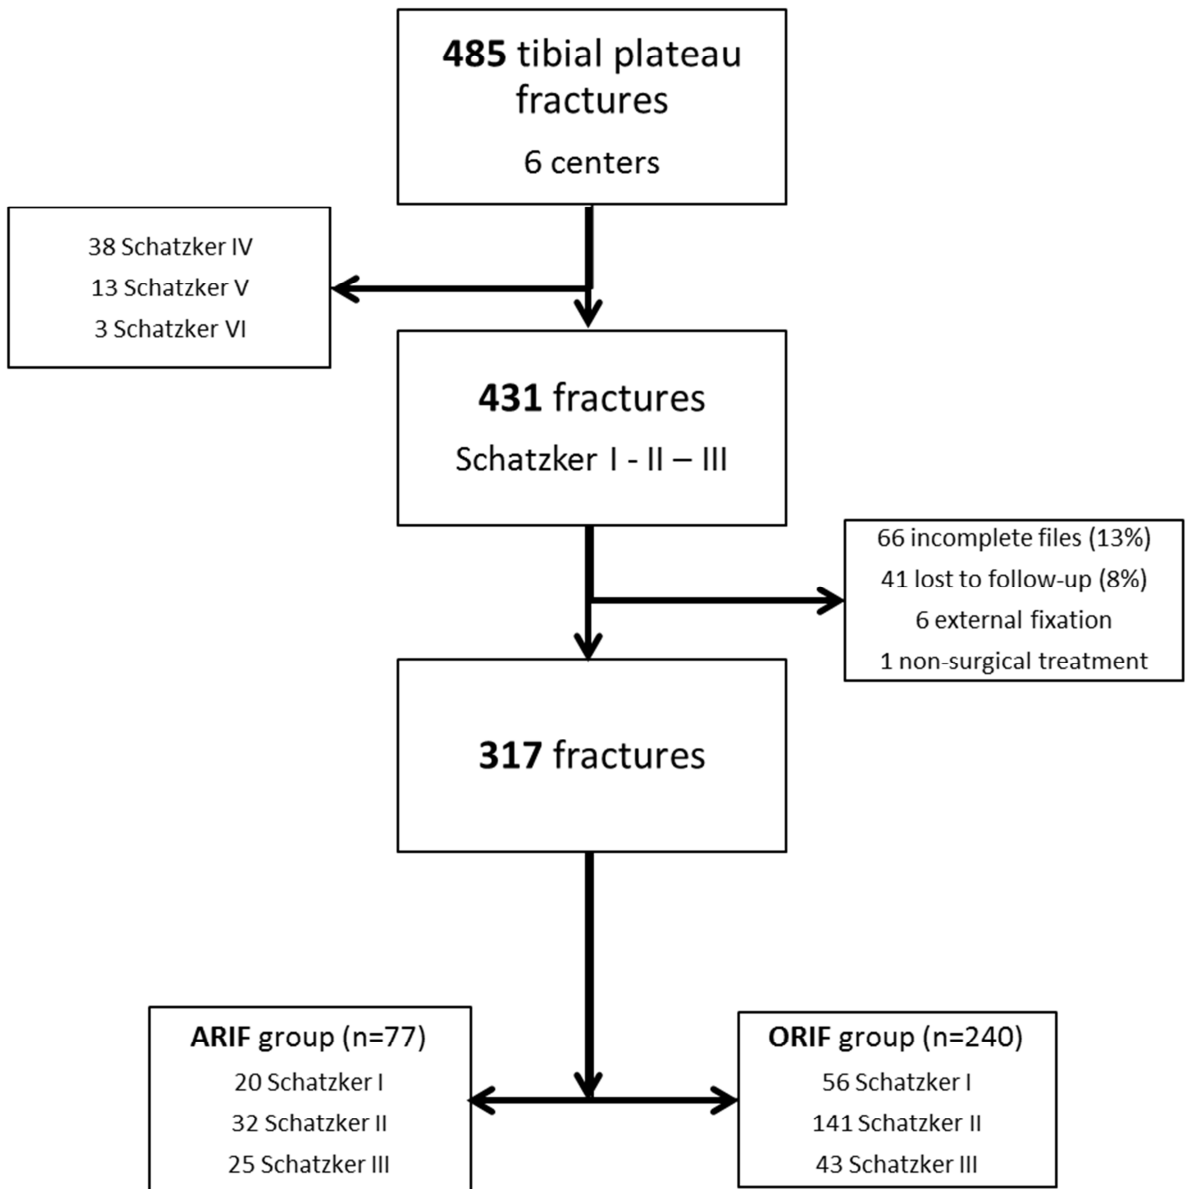 485 tibial plateau
fractures
6 centers
38 Schatzker IV
13 Schatzker V
3 Schatzker VI
431 fractures
Schatzker I - II – III
66 incomplete files (13%)
41 lost to follow-up (8%)
6 external fixation
1 non-surgical treatment
317 fractures
ARIF group (n=77)
20 Schatzker I
32 Schatzker II
25 Schatzker III
ORIF group (n=240)
56 Schatzker I
141 Schatzker II
43 Schatzker III